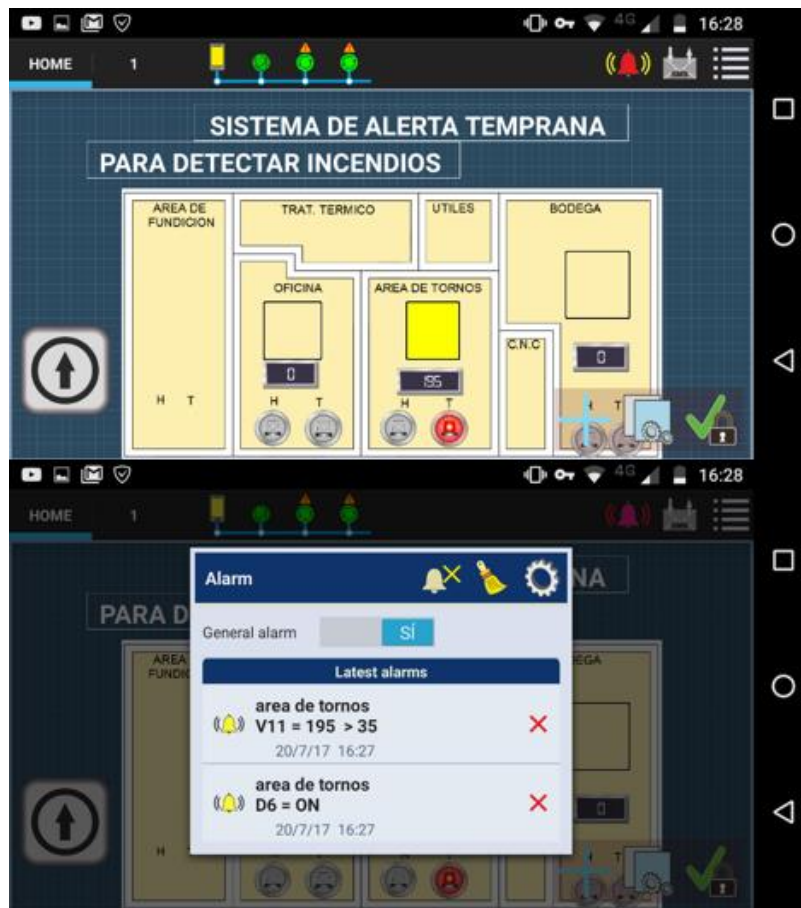 4G 16:28
HOME 1
SISTEMA DE ALERTA TEMPRANA
PARA DETECTAR INCENDIOS
AREA DE
FUNDICION
TRAT. TERMICO
UTILES
BODEGA
OFICINA
AREA DE TORNOS
C.N.C
0
195
0
H T
H T
H T
H T
4G 16:28
HOME 1
NA
PARA D
AREA
FUNDIC
EGA
Alarm
General alarm SÍ
Latest alarms
area de tornos
V11 = 195 > 35
20/7/17 16:27
area de tornos
D6 = ON
20/7/17 16:27
0
H
T